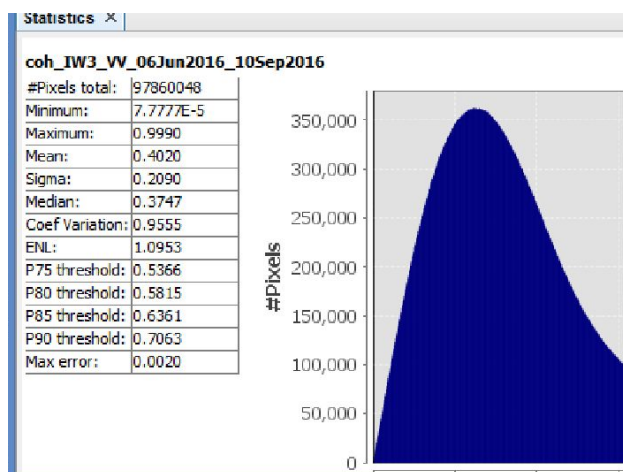 Statistics ×
coh_IW3_VV_06Jun2016_10Sep2016
#Pixels total: 97860048
Minimum: 7.7777E-5
Maximum: 0.9990
Mean: 0.4020
Sigma: 0.2090
Median: 0.3747
Coef Variation: 0.9555
ENL: 1.0953
P75 threshold: 0.5366
P80 threshold: 0.5815
P85 threshold: 0.6361
P90 threshold: 0.7063
Max error: 0.0020
#Pixels
350,000
300,000
250,000
200,000
150,000
100,000
50,000
0